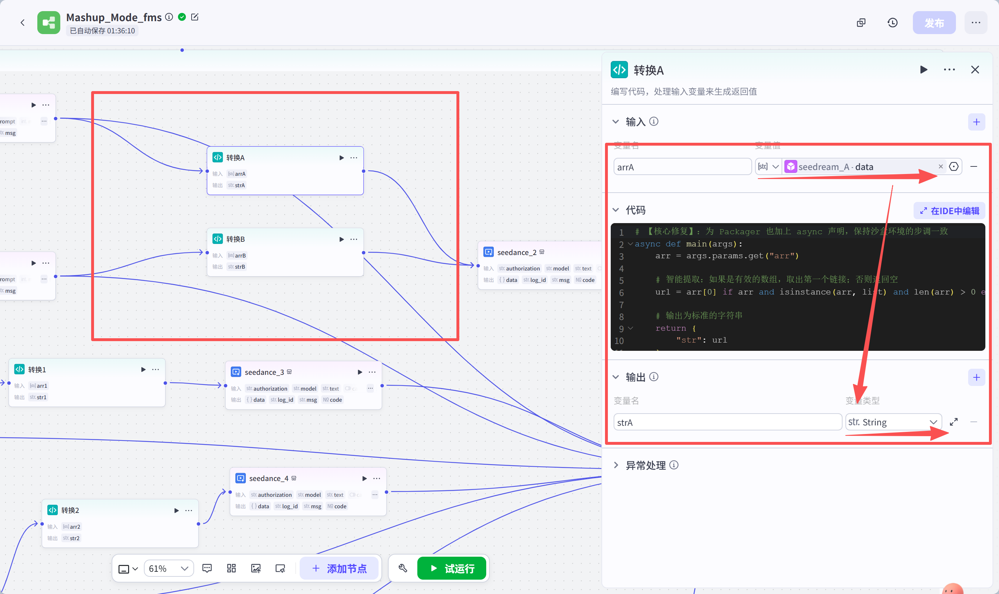 Mashup_Mode_fms
已自动保存 01:36:10
发布
rompt int. ...
str. msg
转换A
输入 [str] arrA
输出 str. strA
转换B
输入 [str] arrB
输出 str. strB
rompt int. ...
str. msg
seedance_2
输入 str. authorization str. model str. text
输出 { } data str. log_id str. msg № code
转换1
输入 [str] arr1
输出 str. str1
seedance_3
输入 str. authorization str. model str. text ca ...
输出 { } data str. log_id str. msg № code
seedance_4
输入 str. authorization str. model str. text ca ...
输出 { } data str. log_id str. msg № code
转换2
输入 [str] arr2
输出 str. str2
61%
添加节点
试运行
转换A
编写代码，处理输入变量来生成返回值
输入
变量名 变量值
arrA [str] seedream_A - data
代码
在IDE中编辑
1 # 【核心修复】：为 Packager 也加上 async 声明，保持沙盒环境的步调一致
2 async def main(args):
3 arr = args.params.get("arr")
4
5 # 智能提取：如果是有效的数组，取出第一个链接；否则返回空
6 url = arr[0] if arr and isinstance(arr, list) and len(arr) > 0 e
7
8 # 输出为标准的字符串
9 return {
10 "str": url
输出
变量名 变量类型
strA str. String
异常处理